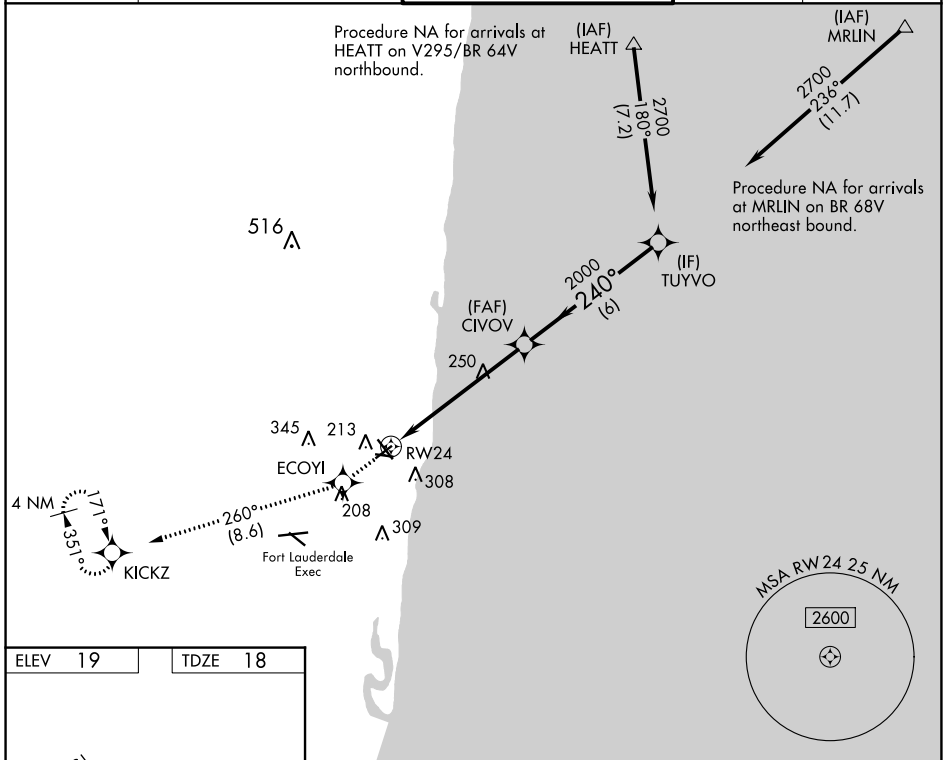 Procedure NA for arrivals at
HEATT on V295/BR 64V
northbound.
(IAF)
HEATT
(IAF)
MRLIN
2700
180°
(7.2)
2700
236°
(11.7)
Procedure NA for arrivals
at MRLIN on BR 68V
northeast bound.
516
(IF)
TUYVO
2000
240°
(6)
(FAF)
CIVOV
250
345
213
RW24
ECOYI
308
208
309
4 NM
171°
351°
KICKZ
260°
(8.6)
Fort Lauderdale
Exec
MSA RW24 25 NM
2600
ELEV 19
TDZE 18